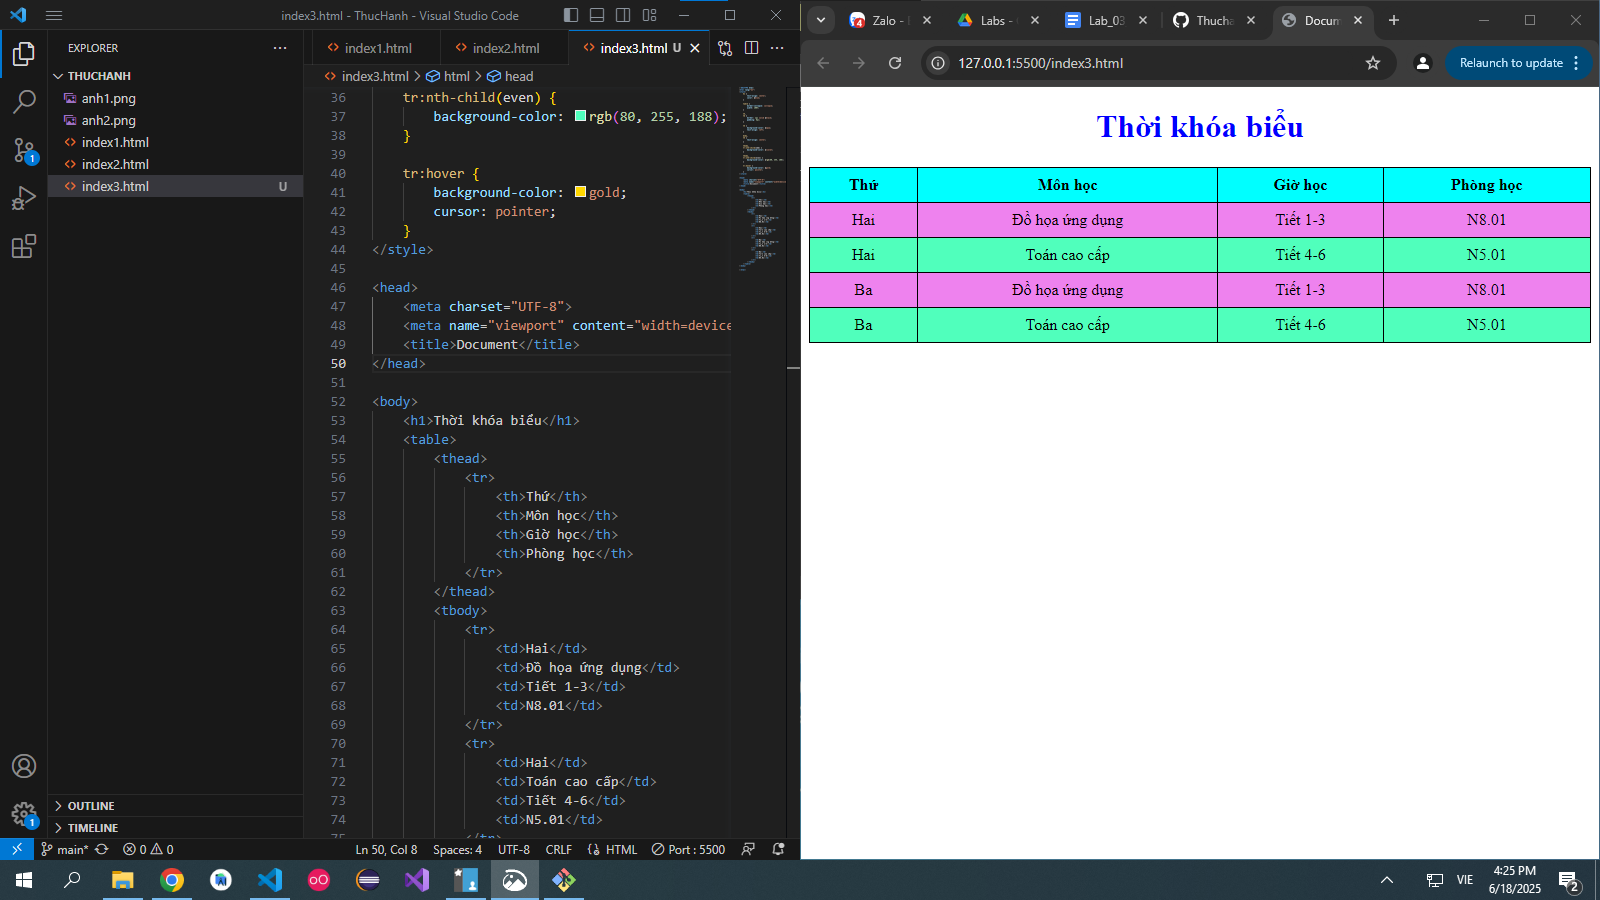 index3.html - ThucHanh - Visual Studio Code
EXPLORER
THUCHANH
anh1.png
anh2.png
index1.html
index2.html
index3.html U
OUTLINE
TIMELINE
index1.html
index2.html
index3.html U
index3.html > html > head
36 tr:nth-child(even) {
37 background-color: rgb(80, 255, 188);
38 }
39
40 tr:hover {
41 background-color: gold;
42 cursor: pointer;
43 }
44 </style>
45
46 <head>
47 <meta charset="UTF-8">
48 <meta name="viewport" content="width=device
49 <title>Document</title>
50 </head>
51
52 <body>
53 <h1>Thời khóa biểu</h1>
54 <table>
55 <thead>
56 <tr>
57 <th>Thứ</th>
58 <th>Môn học</th>
59 <th>Giờ học</th>
60 <th>Phòng học</th>
61 </tr>
62 </thead>
63 <tbody>
64 <tr>
65 <td>Hai</td>
66 <td>Đồ họa ứng dụng</td>
67 <td>Tiết 1-3</td>
68 <td>N8.01</td>
69 </tr>
70 <tr>
71 <td>Hai</td>
72 <td>Toán cao cấp</td>
73 <td>Tiết 4-6</td>
74 <td>N5.01</td>
75 </tr>
1
1
main* 0 0
Ln 50, Col 8 Spaces: 4 UTF-8 CRLF HTML Port : 5500
Zalo -
Labs -
Lab_03
Thucha
Docum
127.0.0.1:5500/index3.html
Relaunch to update
Thời khóa biểu
Thứ Môn học Giờ học Phòng học
Hai Đồ họa ứng dụng Tiết 1-3 N8.01
Hai Toán cao cấp Tiết 4-6 N5.01
Ba Đồ họa ứng dụng Tiết 1-3 N8.01
Ba Toán cao cấp Tiết 4-6 N5.01
VIE
4:25 PM
6/18/2025
2